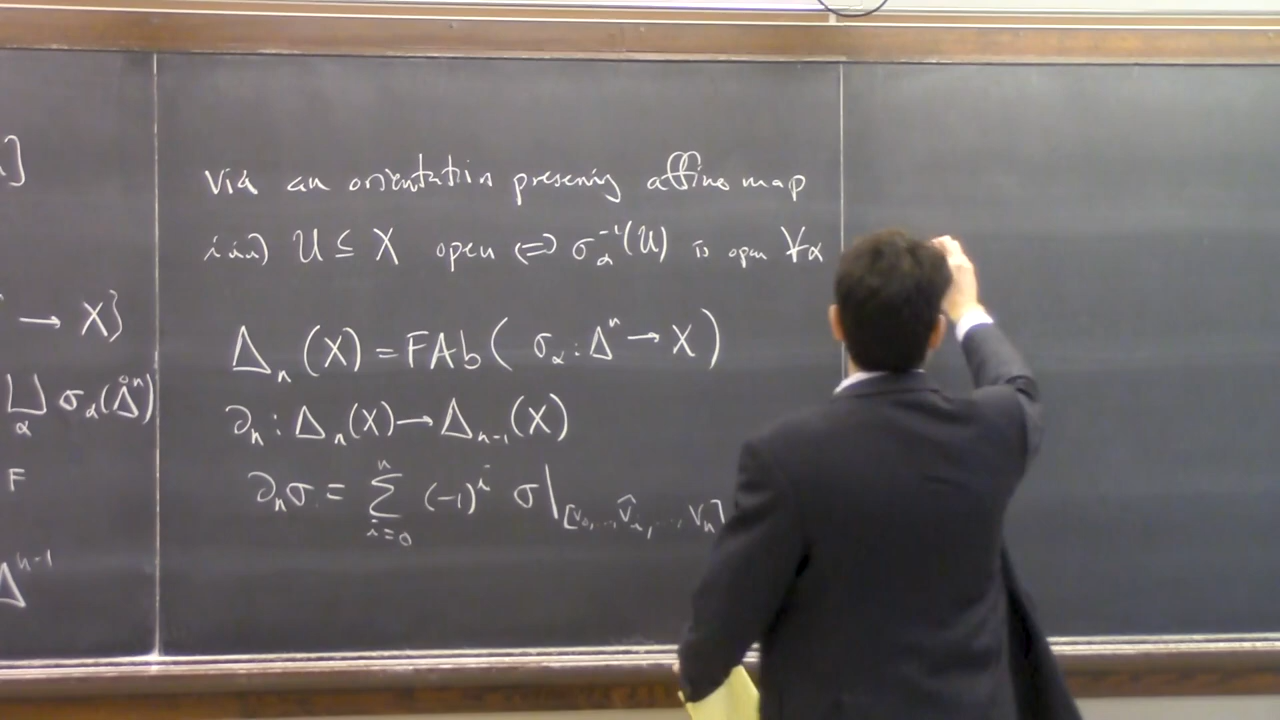 ]
→ X}
⊔_α σ_α(Δ̊ⁿ)
F
Δ^{n-1}
Via an orientation preserving affine map
iii) U ⊆ X open ⟺ σ_α^{-1}(U) is open ∀α
Δ_n(X) = FAb( σ_α : Δⁿ → X )
∂_n : Δ_n(X) → Δ_{n-1}(X)
∂_n σ = Σ_{i=0}^{n} (-1)^i σ|_{[v_0,...,v̂_i,...,v_n]}